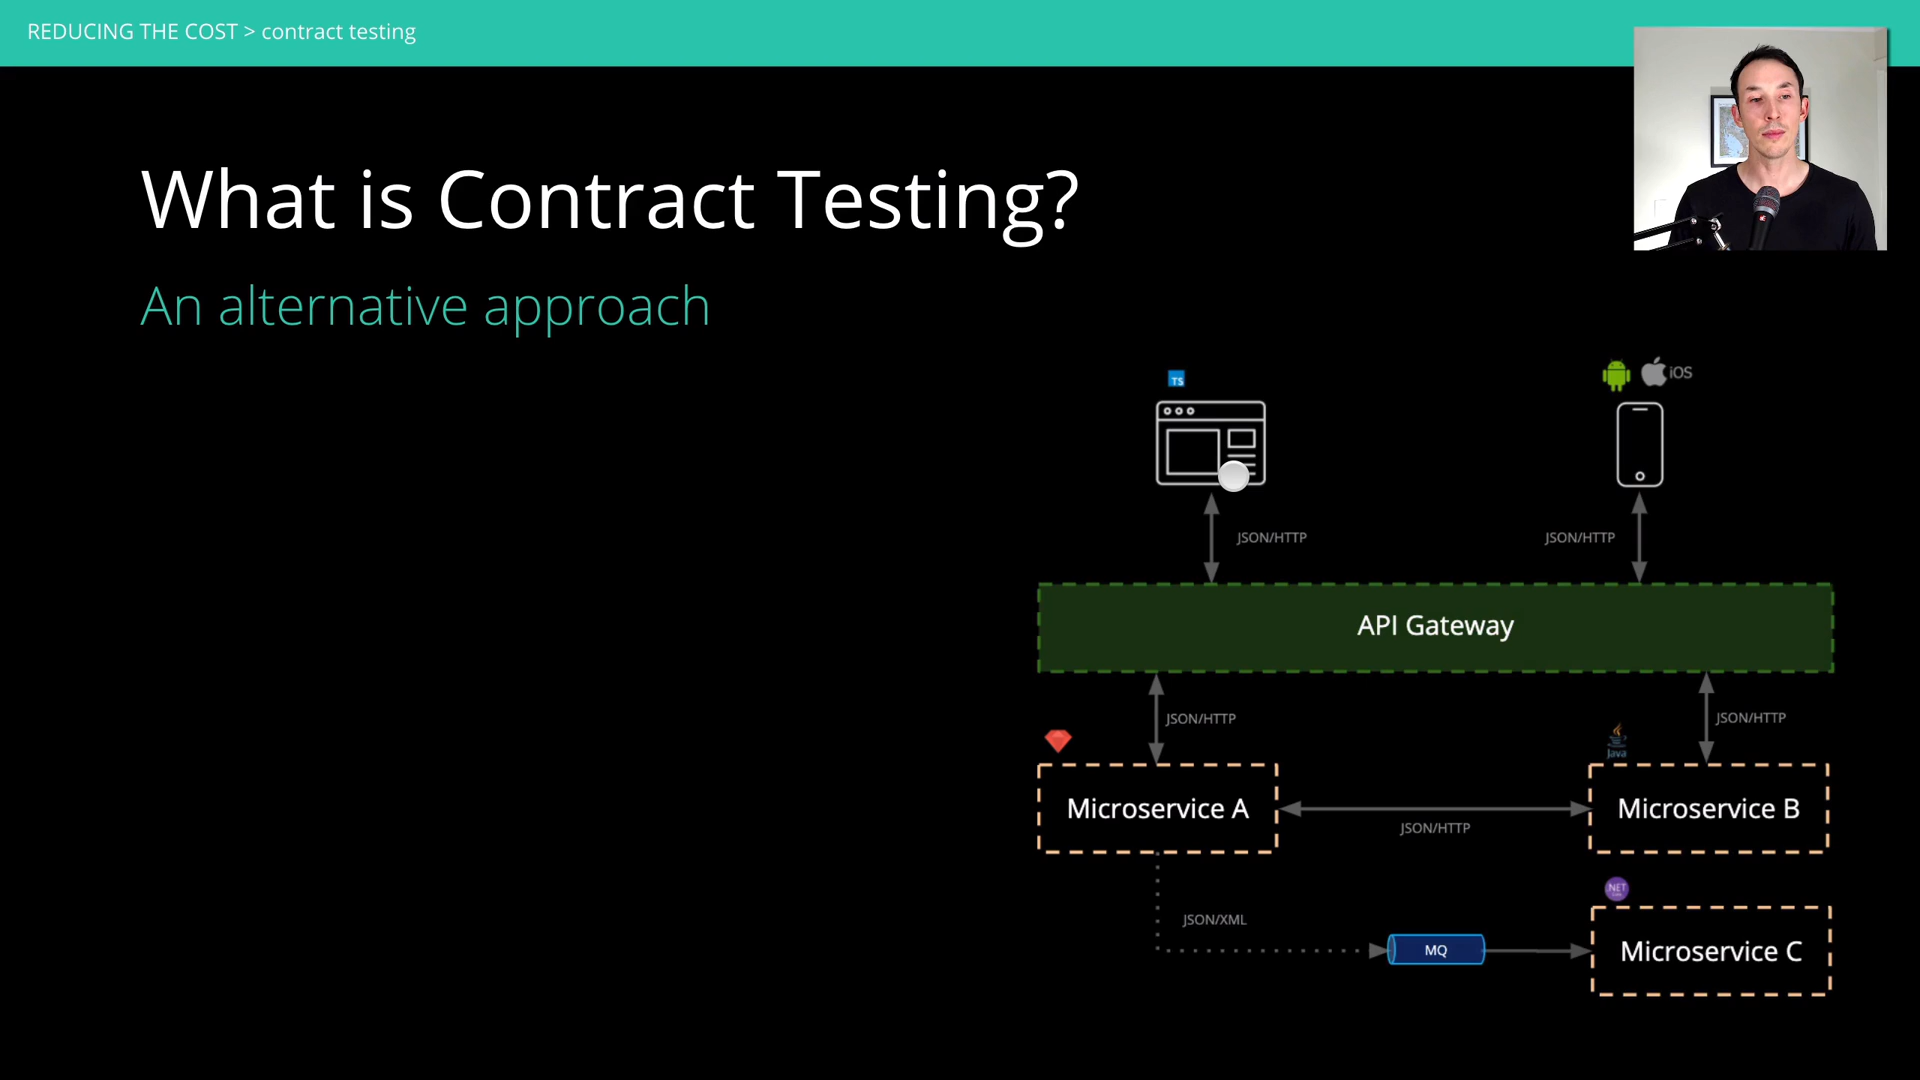 REDUCING THE COST > contract testing
What is Contract Testing?
An alternative approach
TS
iOS
JSON/HTTP
JSON/HTTP
API Gateway
JSON/HTTP
JSON/HTTP
Java
Microservice A
Microservice B
JSON/HTTP
.NET
JSON/XML
MQ
Microservice C